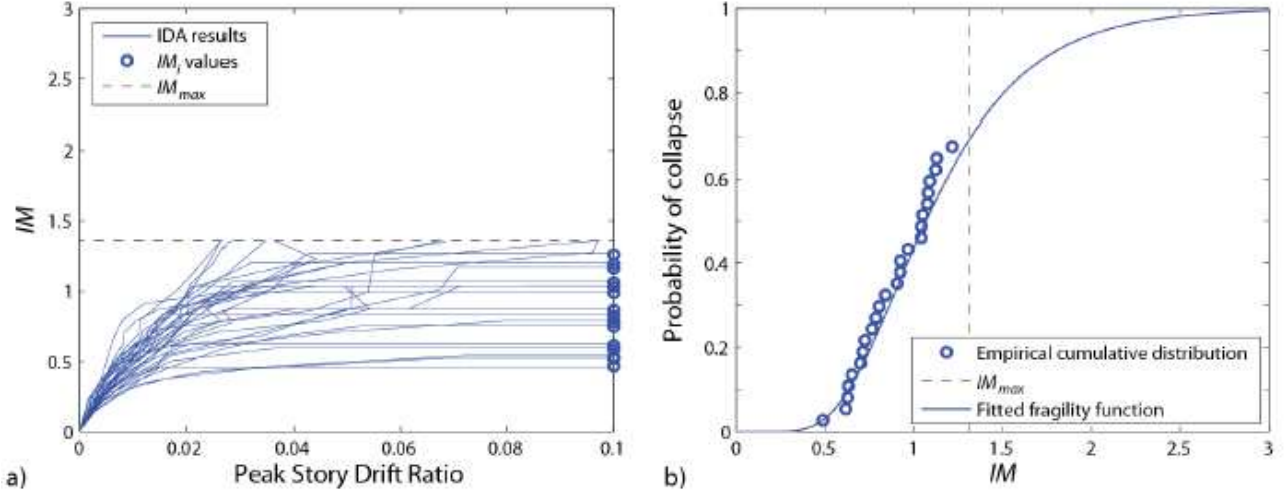 3
2.5
2
1.5
1
0.5
0
IM
IDA results
IMi values
IMmax
0 0.02 0.04 0.06 0.08 0.1
Peak Story Drift Ratio
a)
1
0.8
0.6
0.4
0.2
0
Probability of collapse
Empirical cumulative distribution
IMmax
Fitted fragility function
0 0.5 1 1.5 2 2.5 3
IM
b)